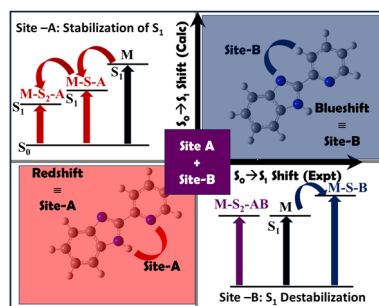 Site –A: Stabilization of S₁
M
M-S-A
M-S₂-A
S₁
S₁
S₁
S₀
S₀→S₁ Shift (Calc)
Site-B
Blueshift
≡
Site-B
Site A
+
Site-B
S₀→S₁ Shift (Expt)
Redshift
≡
Site-A
Site-A
M-S₂-AB
M
M-S-B
S₁
Site –B: S₁ Destabilization